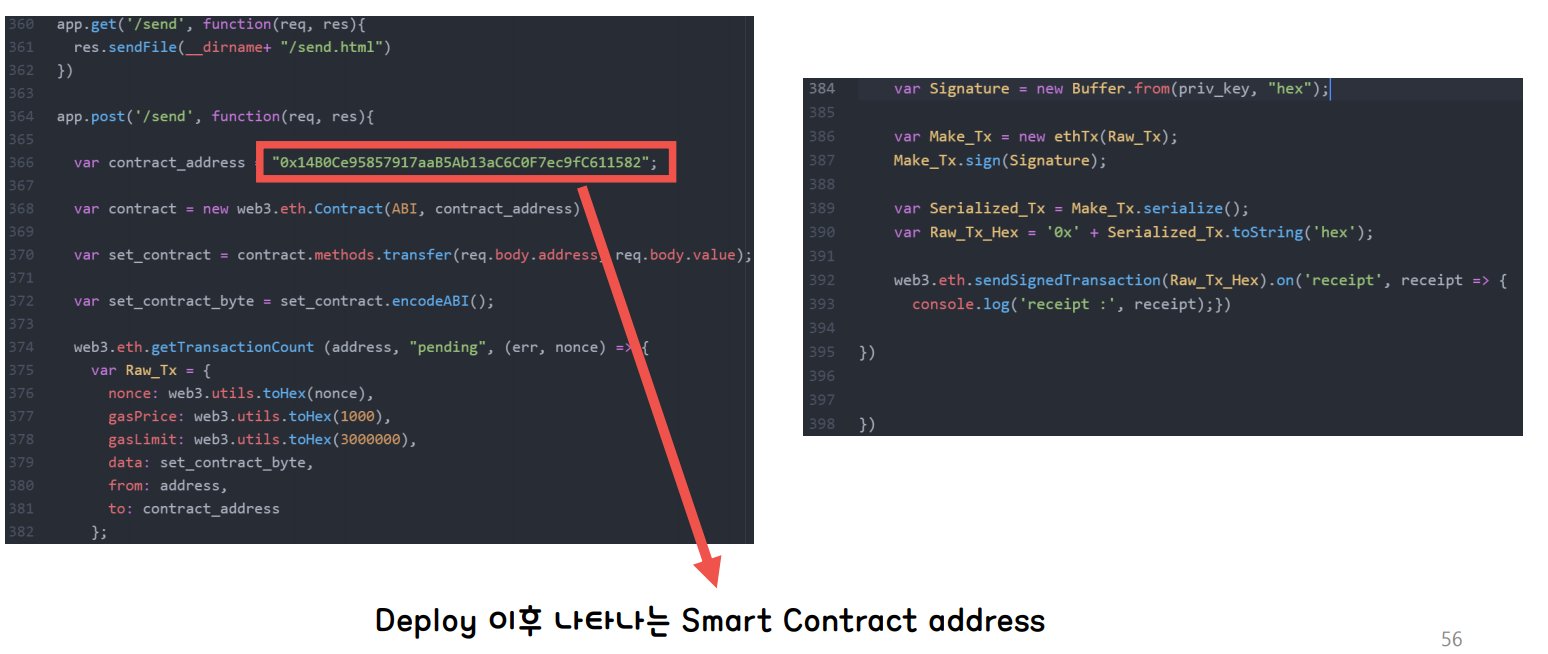 360 app.get('/send', function(req, res){
361 res.sendFile(__dirname+ "/send.html")
362 })
363
364 app.post('/send', function(req, res){
365
366 var contract_address = "0x14B0Ce95857917aaB5Ab13aC6C0F7ec9fC611582";
367
368 var contract = new web3.eth.Contract(ABI, contract_address)
369
370 var set_contract = contract.methods.transfer(req.body.address, req.body.value);
371
372 var set_contract_byte = set_contract.encodeABI();
373
374 web3.eth.getTransactionCount (address, "pending", (err, nonce) => {
375 var Raw_Tx = {
376 nonce: web3.utils.toHex(nonce),
377 gasPrice: web3.utils.toHex(1000),
378 gasLimit: web3.utils.toHex(3000000),
379 data: set_contract_byte,
380 from: address,
381 to: contract_address
382 };
384 var Signature = new Buffer.from(priv_key, "hex");
385
386 var Make_Tx = new ethTx(Raw_Tx);
387 Make_Tx.sign(Signature);
388
389 var Serialized_Tx = Make_Tx.serialize();
390 var Raw_Tx_Hex = '0x' + Serialized_Tx.toString('hex');
391
392 web3.eth.sendSignedTransaction(Raw_Tx_Hex).on('receipt', receipt => {
393 console.log('receipt :', receipt);})
394
395 })
396
397
398 })
Deploy 이후 나타나는 Smart Contract address
56